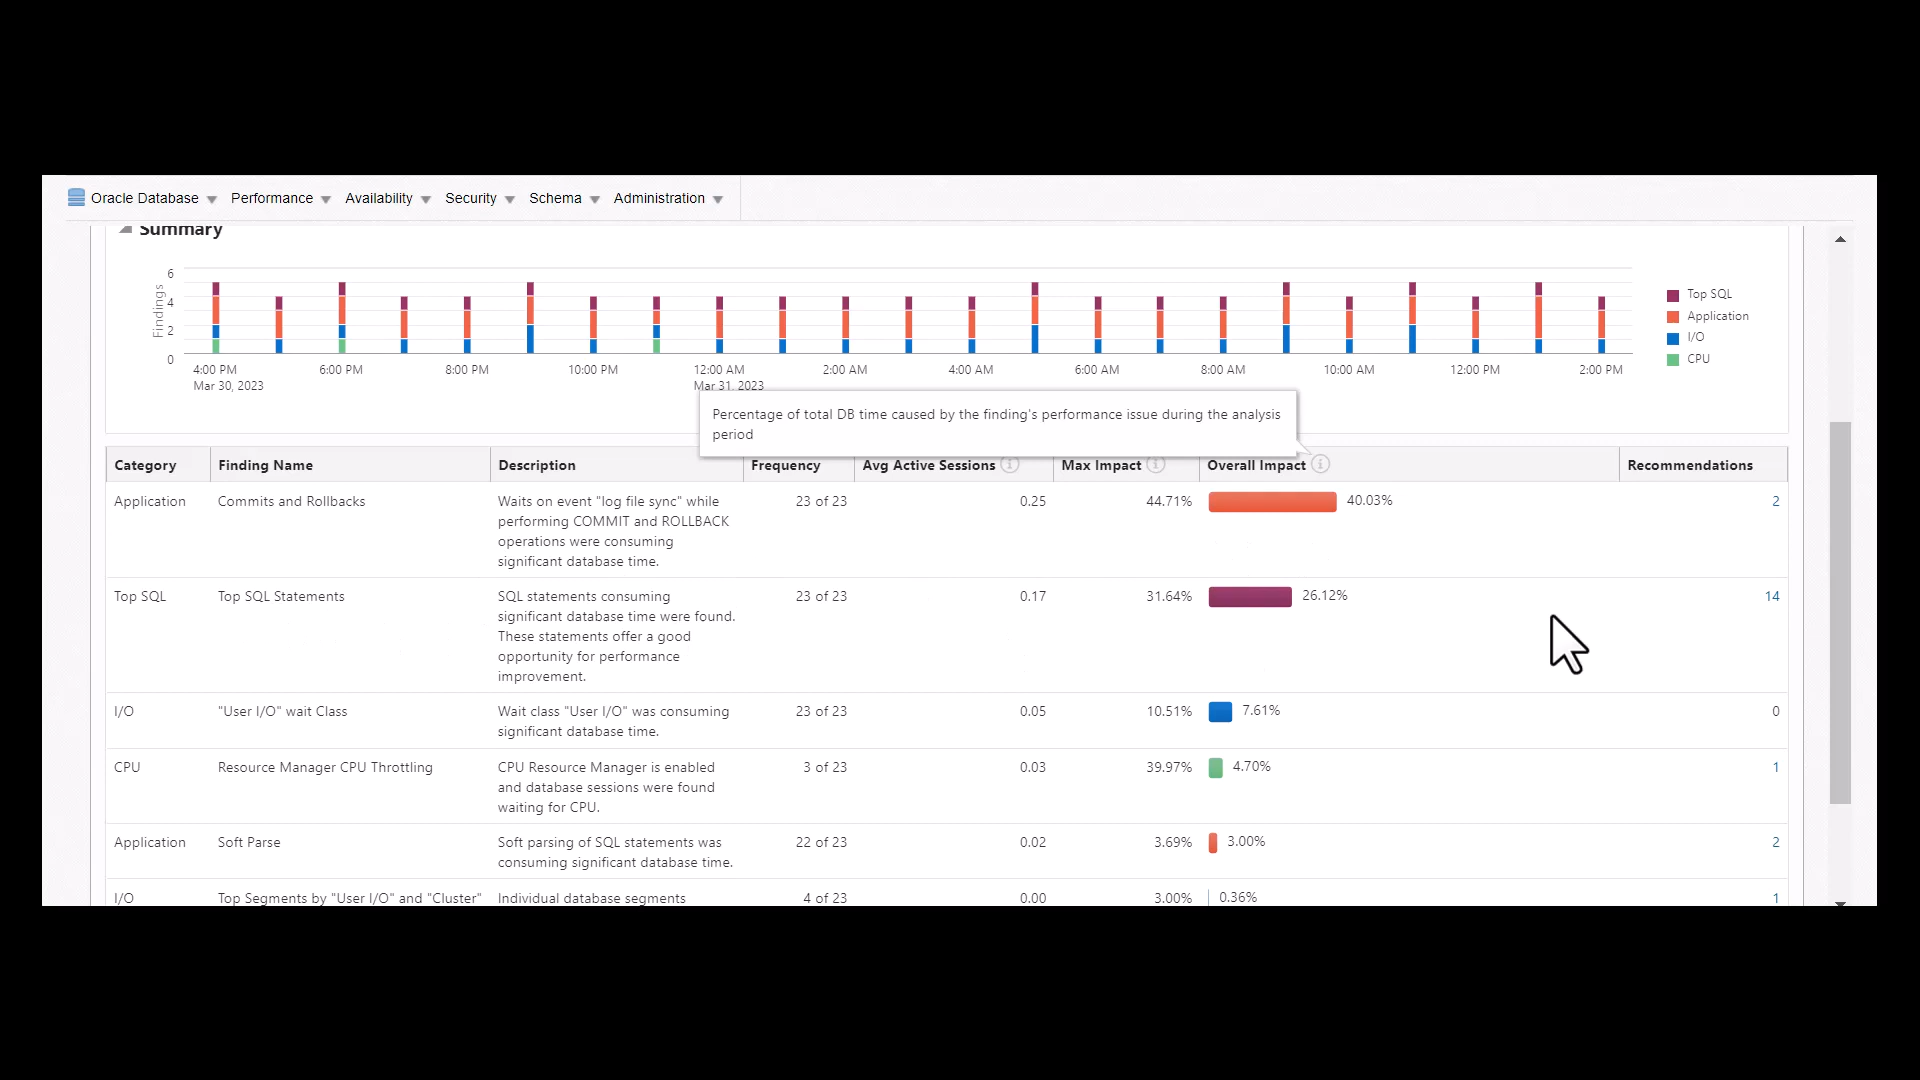 Oracle Database Performance Availability Security Schema Administration
Summary
Findings
6
4
2
0
4:00 PM 6:00 PM 8:00 PM 10:00 PM 12:00 AM 2:00 AM 4:00 AM 6:00 AM 8:00 AM 10:00 AM 12:00 PM 2:00 PM
Mar 30, 2023 Mar 31, 2023
Top SQL
Application
I/O
CPU
Percentage of total DB time caused by the finding's performance issue during the analysis
period
Category Finding Name Description Frequency Avg Active Sessions Max Impact Overall Impact Recommendations
Application Commits and Rollbacks Waits on event "log file sync" while 23 of 23 0.25 44.71% 40.03% 2
performing COMMIT and ROLLBACK
operations were consuming
significant database time.
Top SQL Top SQL Statements SQL statements consuming 23 of 23 0.17 31.64% 26.12% 14
significant database time were found.
These statements offer a good
opportunity for performance
improvement.
I/O "User I/O" wait Class Wait class "User I/O" was consuming 23 of 23 0.05 10.51% 7.61% 0
significant database time.
CPU Resource Manager CPU Throttling CPU Resource Manager is enabled 3 of 23 0.03 39.97% 4.70% 1
and database sessions were found
waiting for CPU.
Application Soft Parse Soft parsing of SQL statements was 22 of 23 0.02 3.69% 3.00% 2
consuming significant database time.
I/O Top Segments by "User I/O" and "Cluster" Individual database segments 4 of 23 0.00 3.00% 0.36% 1